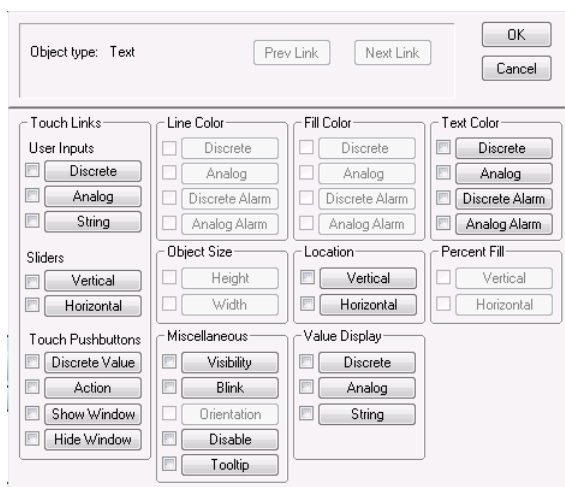 Object type: Text
Prev Link
Next Link
OK
Cancel
Touch Links
User Inputs
Discrete
Analog
String
Sliders
Vertical
Horizontal
Touch Pushbuttons
Discrete Value
Action
Show Window
Hide Window
Line Color
Discrete
Analog
Discrete Alarm
Analog Alarm
Object Size
Height
Width
Miscellaneous
Visibility
Blink
Orientation
Disable
Tooltip
Fill Color
Discrete
Analog
Discrete Alarm
Analog Alarm
Location
Vertical
Horizontal
Value Display
Discrete
Analog
String
Text Color
Discrete
Analog
Discrete Alarm
Analog Alarm
Percent Fill
Vertical
Horizontal